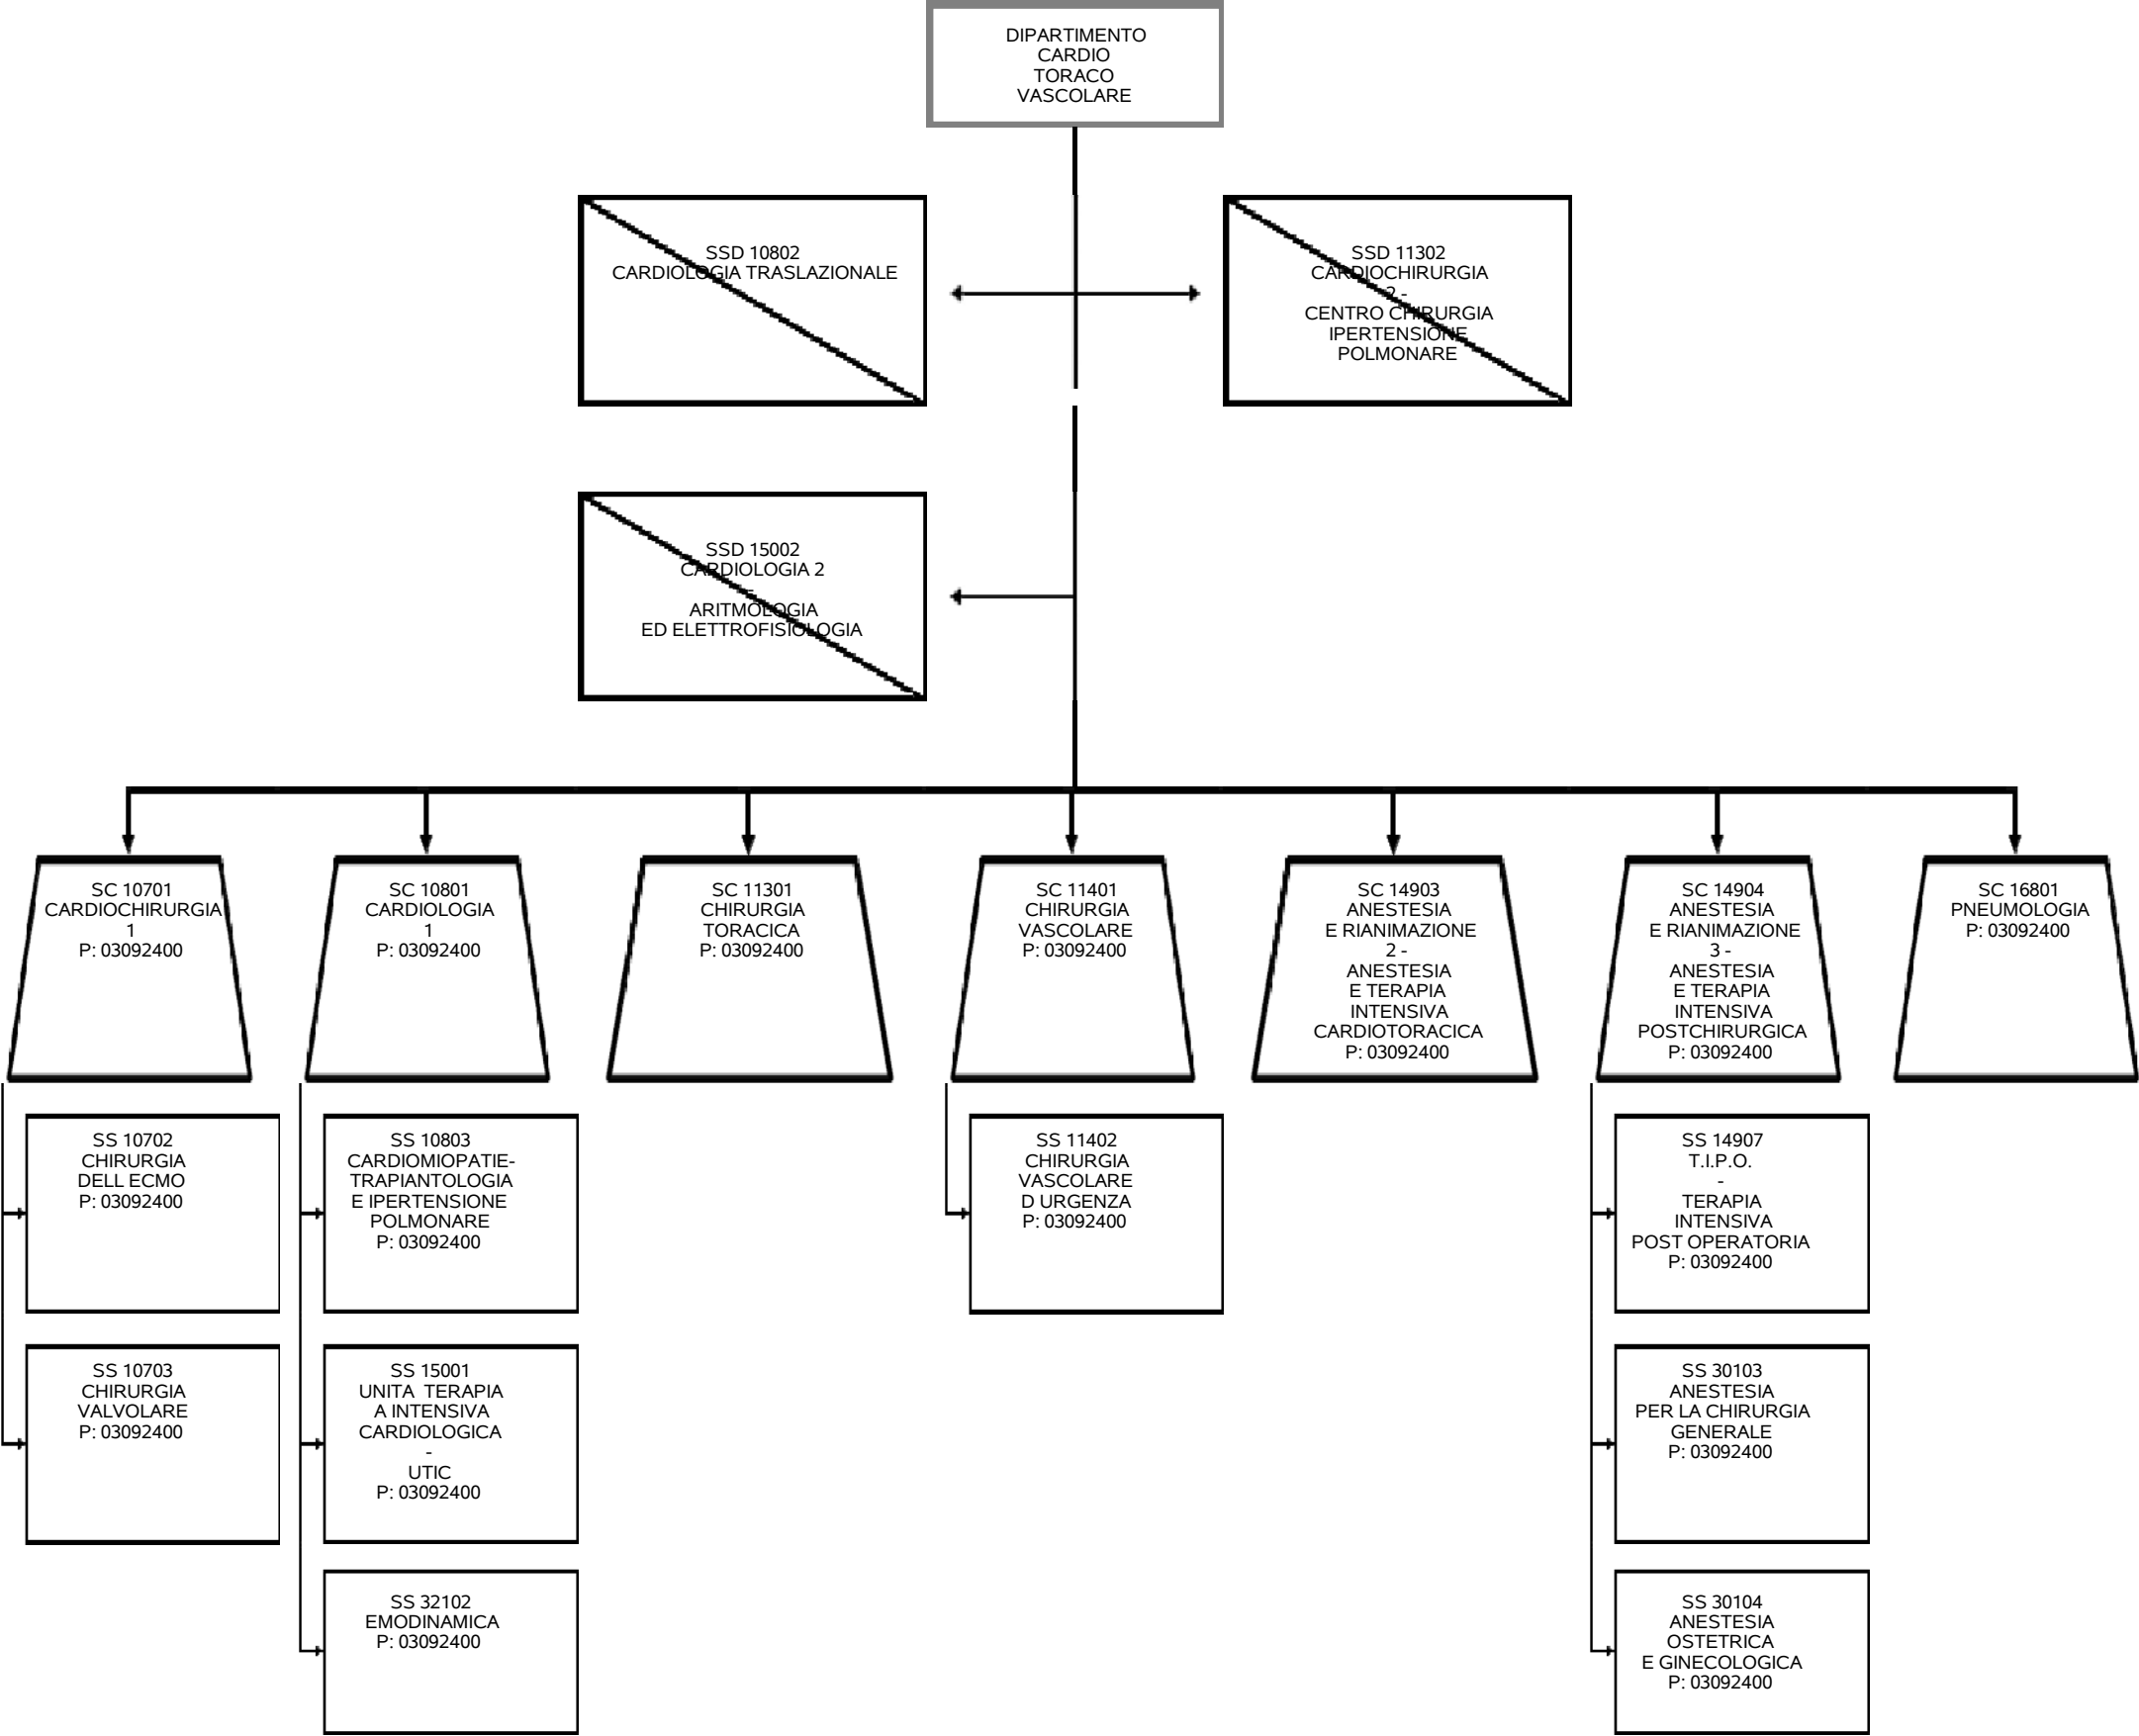 DIPARTIMENTO
CARDIO
TORACO
VASCOLARE
SSD 10802
CARDIOLOGIA TRASLAZIONALE
SSD 11302
CARDIOCHIRURGIA
2 -
CENTRO CHIRURGIA
IPERTENSIONE
POLMONARE
SSD 15002
CARDIOLOGIA 2
-
ARITMOLOGIA
ED ELETTROFISIOLOGIA
SC 10701
CARDIOCHIRURGIA
1
P: 03092400
SC 10801
CARDIOLOGIA
1
P: 03092400
SC 11301
CHIRURGIA
TORACICA
P: 03092400
SC 11401
CHIRURGIA
VASCOLARE
P: 03092400
SC 14903
ANESTESIA
E RIANIMAZIONE
2 -
ANESTESIA
E TERAPIA
INTENSIVA
CARDIOTORACICA
P: 03092400
SC 14904
ANESTESIA
E RIANIMAZIONE
3 -
ANESTESIA
E TERAPIA
INTENSIVA
POSTCHIRURGICA
P: 03092400
SC 16801
PNEUMOLOGIA
P: 03092400
SS 10702
CHIRURGIA
DELL ECMO
P: 03092400
SS 10803
CARDIOMIOPATIE-
TRAPIANTOLOGIA
E IPERTENSIONE
POLMONARE
P: 03092400
SS 11402
CHIRURGIA
VASCOLARE
D URGENZA
P: 03092400
SS 14907
T.I.P.O.
-
TERAPIA
INTENSIVA
POST OPERATORIA
P: 03092400
SS 10703
CHIRURGIA
VALVOLARE
P: 03092400
SS 15001
UNITA TERAPIA
A INTENSIVA
CARDIOLOGICA
-
UTIC
P: 03092400
SS 30103
ANESTESIA
PER LA CHIRURGIA
GENERALE
P: 03092400
SS 32102
EMODINAMICA
P: 03092400
SS 30104
ANESTESIA
OSTETRICA
E GINECOLOGICA
P: 03092400